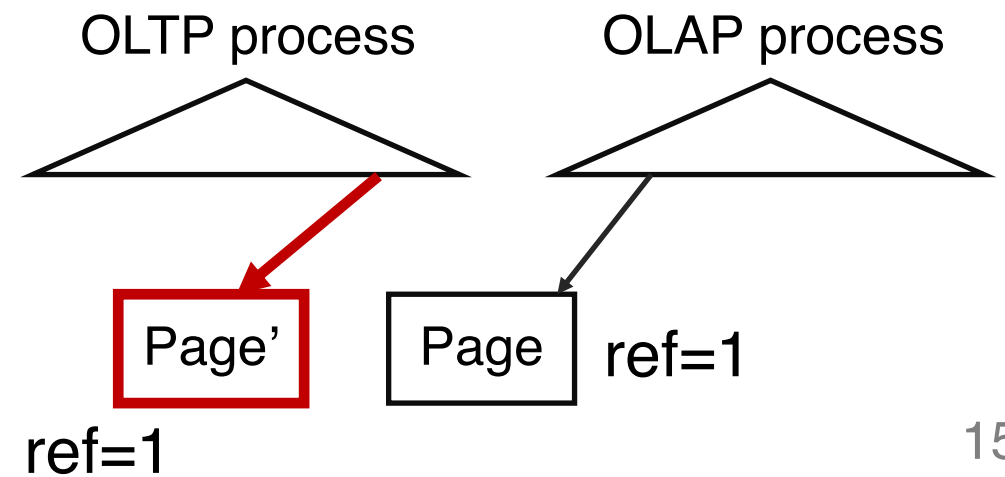 OLTP process
OLAP process
Page’
Page
ref=1
ref=1
15